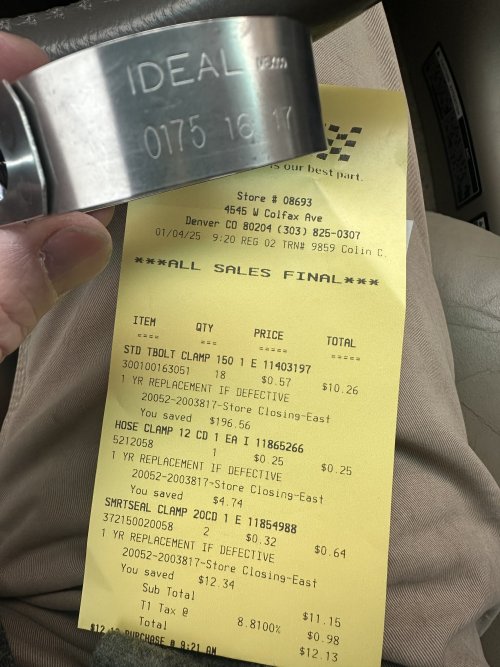 IDEAL
0175 16 17
is our best part.
Store # 08693
4545 W Colfax Ave
Denver CO 80204 (303) 825-0307
01/04/25 9:20 REG 02 TRN# 9859 Colin C.
***ALL SALES FINAL***
ITEM QTY PRICE TOTAL
==== === ===== =====
STD TBOLT CLAMP 150 1 E 11403197
300100163051 18 $0.57 $10.26
1 YR REPLACEMENT IF DEFECTIVE
20052-2003817-Store Closing-East
You saved $196.56
HOSE CLAMP 12 CD 1 EA I 11865266
5212058 1 $0.25 $0.25
1 YR REPLACEMENT IF DEFECTIVE
20052-2003817-Store Closing-East
You saved $4.74
SMRTSEAL CLAMP 20CD 1 E 11854988
372150020058 2 $0.32 $0.64
1 YR REPLACEMENT IF DEFECTIVE
20052-2003817-Store Closing-East
You saved $12.34
Sub Total $11.15
T1 Tax @ 8.8100% $0.98
Total $12.13
PURCHASE @ 9:21 AM